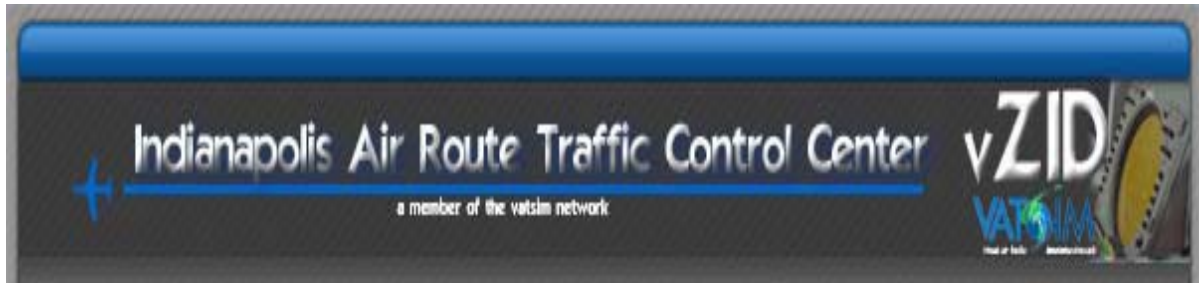 Indianapolis Air Route Traffic Control Center
a member of the vatsim network
vZID
VATSIM